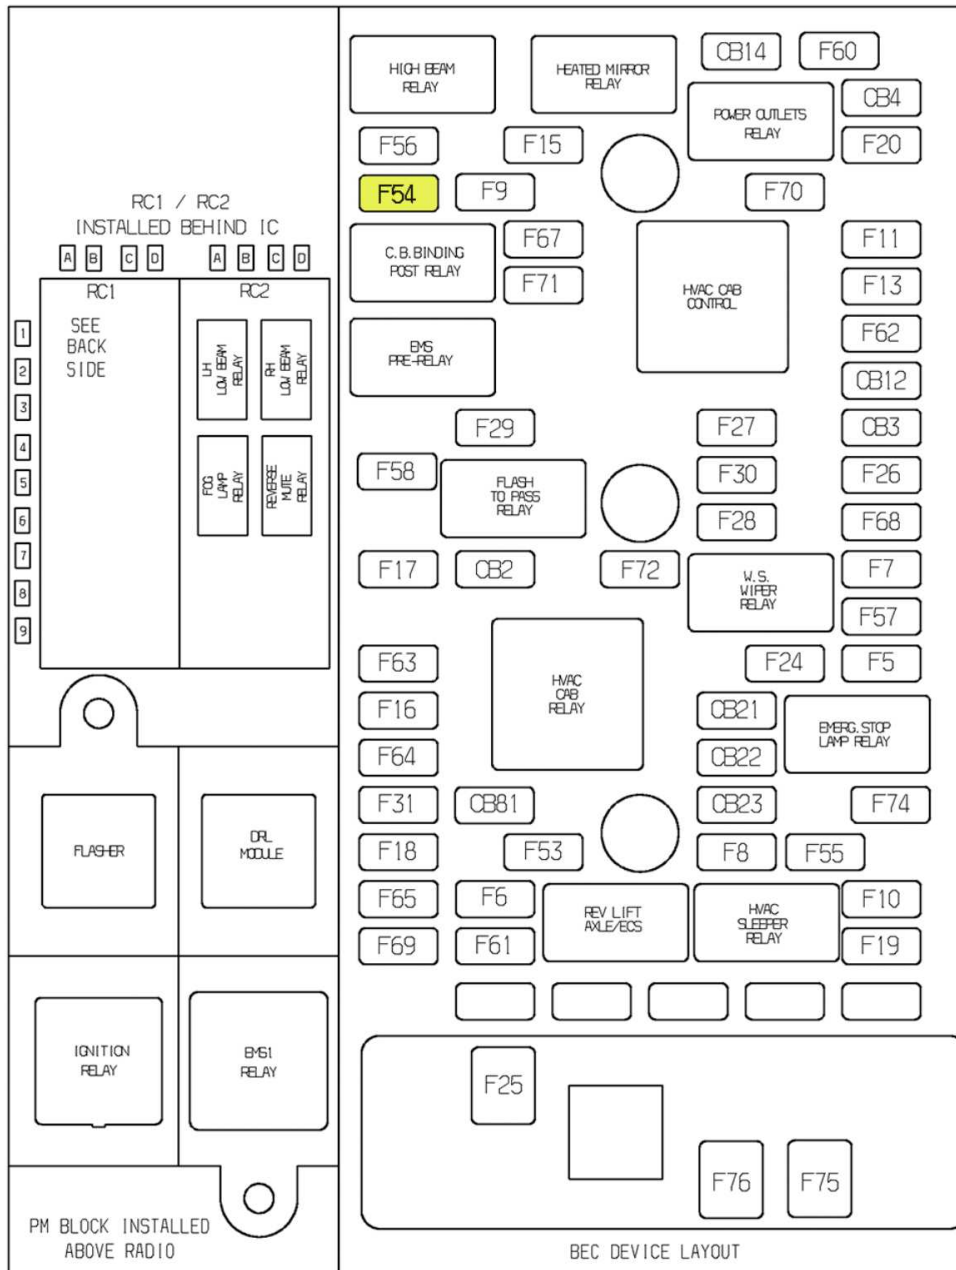 RC1 / RC2
INSTALLED BEHIND IC
A B C D A B C D
RC1 RC2
SEE
BACK
SIDE
1
2
3
4
5
6
7
8
9
LH
LOW BEAM
RELAY
RH
LOW BEAM
RELAY
FOG
LAMP
RELAY
REVERSE
MUTE
RELAY
FLASHER
DRL
MODULE
IGNITION
RELAY
EMS1
RELAY
PM BLOCK INSTALLED
ABOVE RADIO
HIGH BEAM
RELAY
HEATED MIRROR
RELAY
CB14 F60
CB4
POWER OUTLETS
RELAY
F56 F15 F20
F54 F9 F70
C.B.BINDING
POST RELAY
F67 F11
F71 F13
HVAC CAB
CONTROL
F62
EMS
PRE-RELAY
CB12
F29 F27 CB3
F58 F30 F26
FLASH
TO PASS
RELAY
F28 F68
F17 CB2 F72 F7
W.S.
WIPER
RELAY
F57
F63 F24 F5
HVAC
CAB
RELAY
F16 CB21
EMERG.STOP
LAMP RELAY
F64 CB22
F31 CB81 CB23 F74
F18 F53 F8 F55
F65 F6 F10
REV LIFT
AXLE/ECS
HVAC
SLEEPER
RELAY
F69 F61 F19
F25
F76 F75
BEC DEVICE LAYOUT